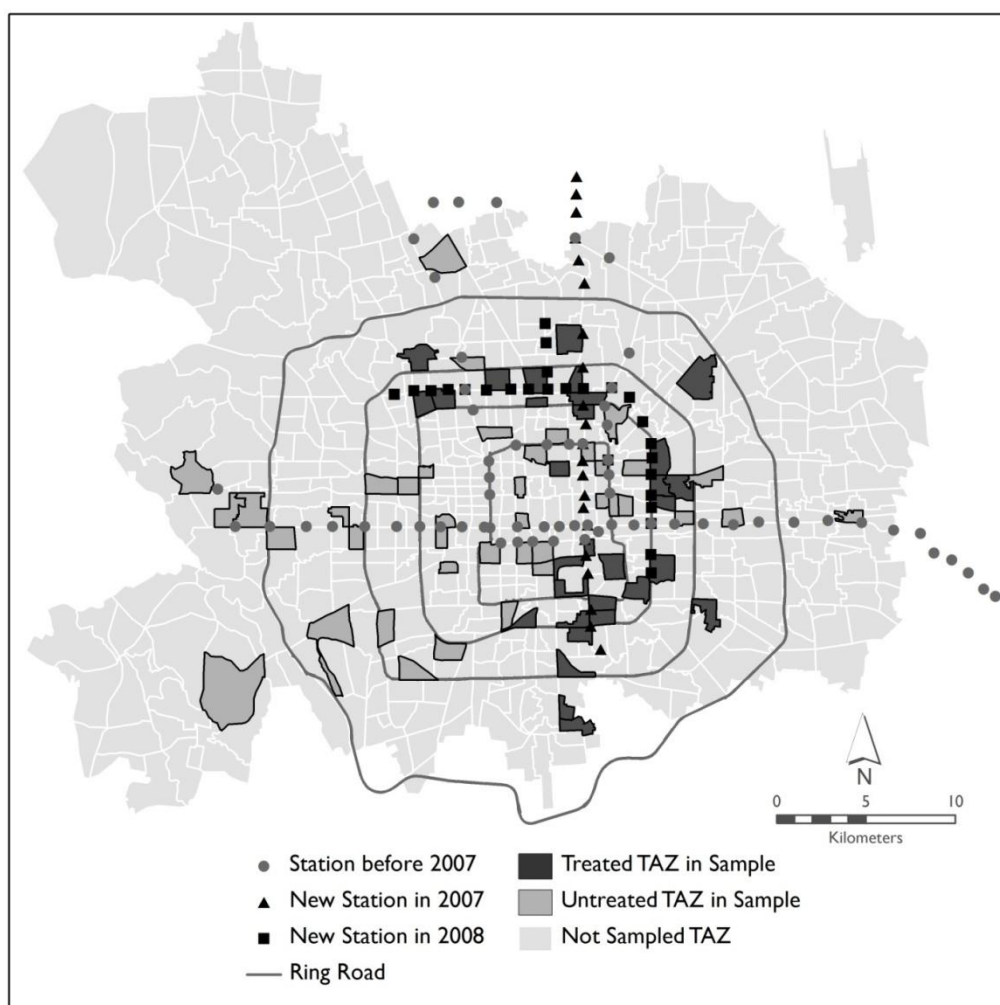 N
0 5 10
Kilometers
Station before 2007 Treated TAZ in Sample
New Station in 2007 Untreated TAZ in Sample
New Station in 2008 Not Sampled TAZ
Ring Road